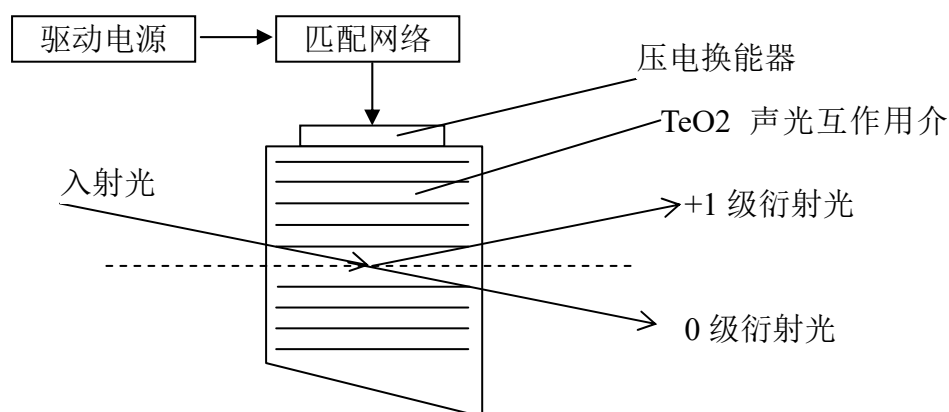 驱动电源
匹配网络
压电换能器
TeO2 声光互作用介
入射光
+1 级衍射光
0 级衍射光